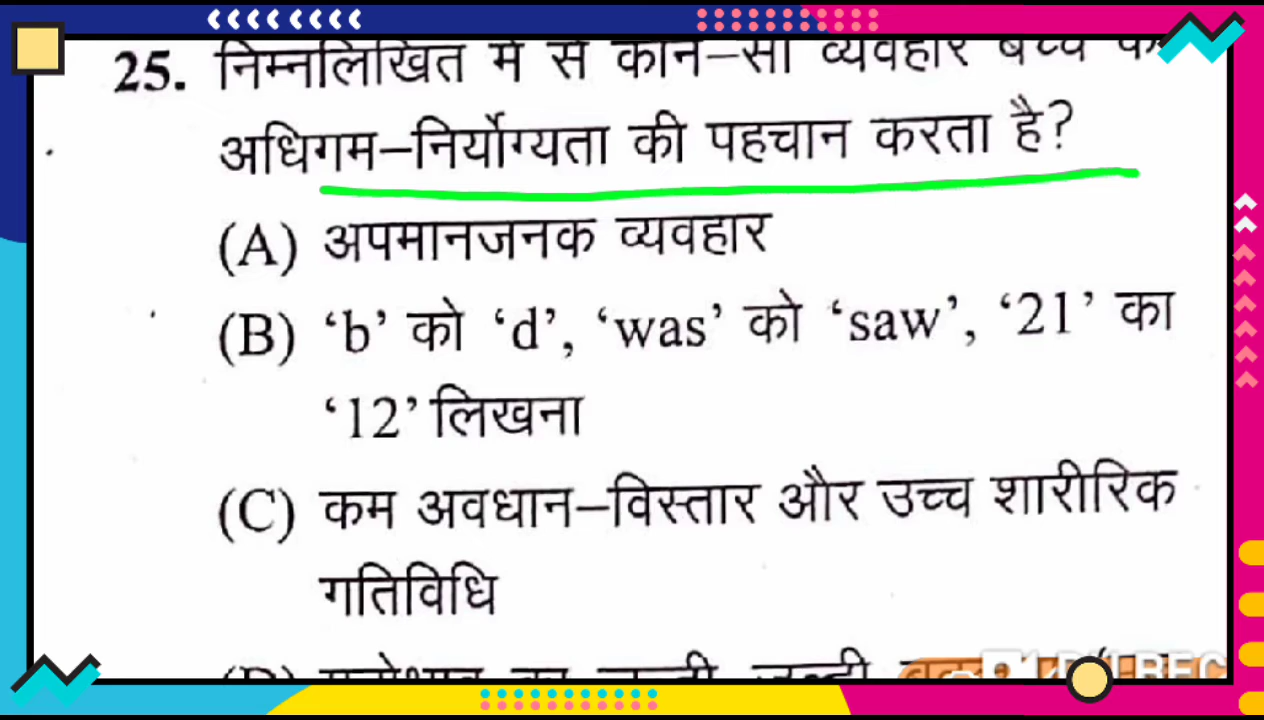 25. निम्नलिखित में से कौन–सा व्यवहार बच्चे
अधिगम–निर्योग्यता की पहचान करता है?
(A) अपमानजनक व्यवहार
(B) ‘b’ को ‘d’, ‘was’ को ‘saw’, ‘21’ का
‘12’ लिखना
(C) कम अवधान–विस्तार और उच्च शारीरिक
गतिविधि
(D)